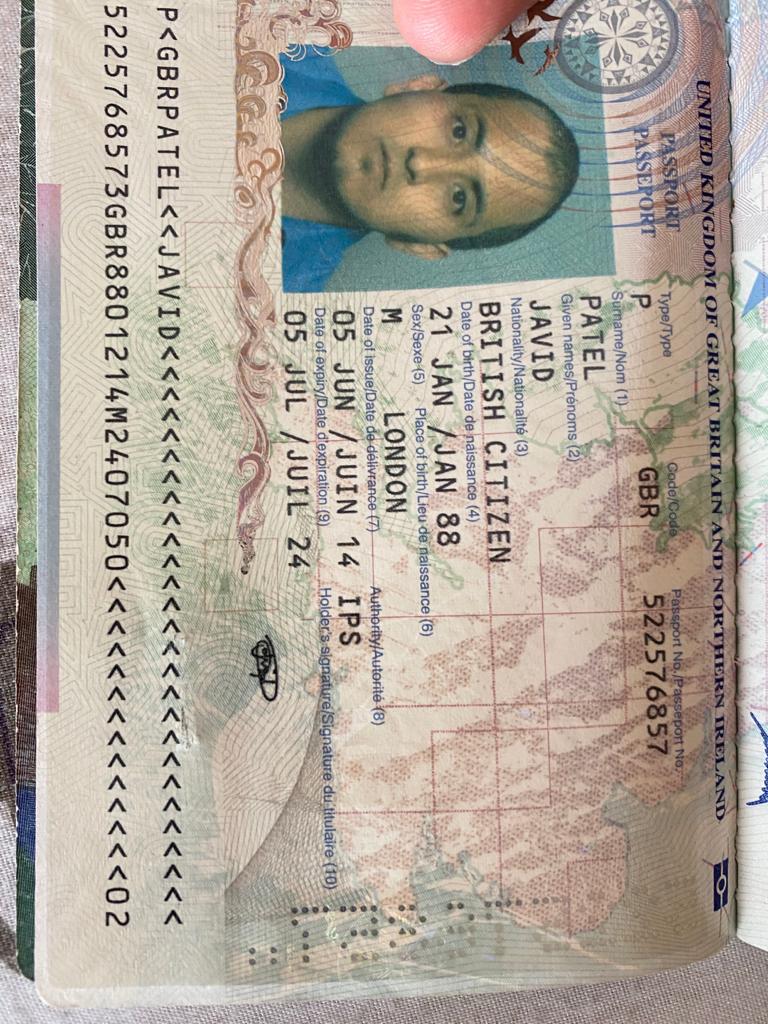 UNITED KINGDOM OF GREAT BRITAIN AND NORTHERN IRELAND
PASSPORT
PASSEPORT
Type/Type Code/Code Passport No./Passeport No.
P GBR 522576857
Surname/Nom (1)
PATEL
Given names/Prénoms (2)
JAVID
Nationality/Nationalité (3)
BRITISH CITIZEN
Date of birth/Date de naissance (4)
21 JAN /JAN 88
Sex/Sexe (5) Place of birth/Lieu de naissance (6)
M LONDON
Date of issue/Date de délivrance (7) Authority/Autorité (8)
05 JUN /JUIN 14 IPS
Date of expiry/Date d'expiration (9) Holder's signature/Signature du titulaire (10)
05 JUL /JUIL 24
P<GBRPATEL<<JAVID<<<<<<<<<<<<<<<<<<<<<<<<<<<
5225768573GBR8801214M2407050<<<<<<<<<<<<<<02